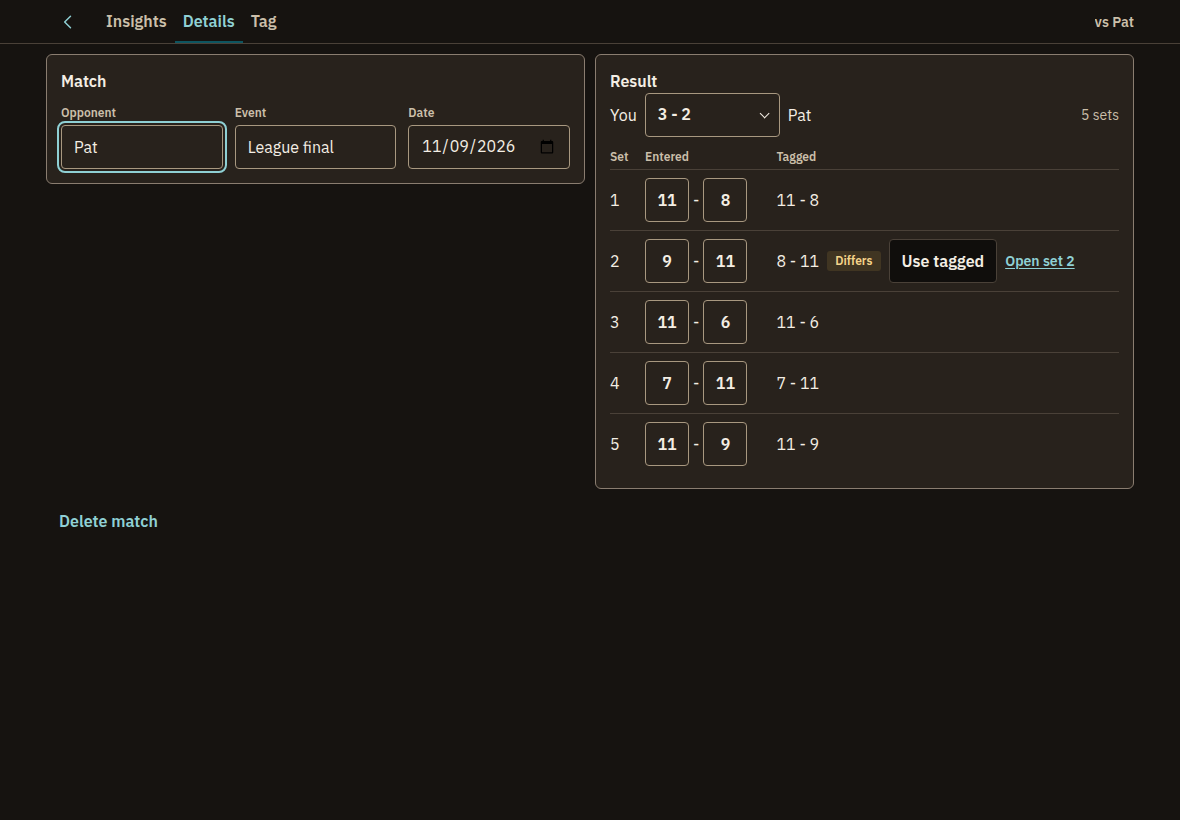 Insights Details Tag vs Pat
Match
Opponent Event Date
Pat League final 11/09/2026
Result
You 3 - 2 Pat 5 sets
Set Entered Tagged
1 11 - 8 11 - 8
2 9 - 11 8 - 11 Differs Use tagged Open set 2
3 11 - 6 11 - 6
4 7 - 11 7 - 11
5 11 - 9 11 - 9
Delete match